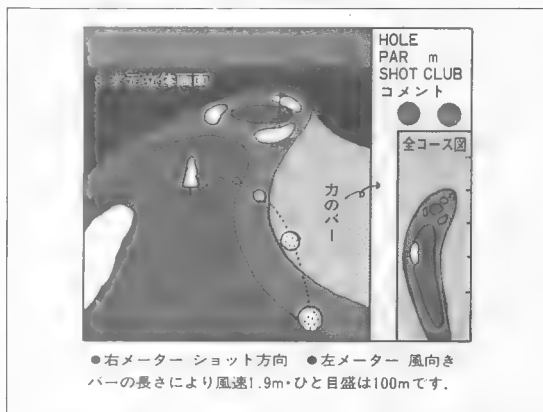 HOLE
PAR m
SHOT CLUB
コメント
全コース図
力のバー
●右メーター ショット方向 ●左メーター 風向き
バーの長さにより風速1.9m・ひと目盛は100mです.